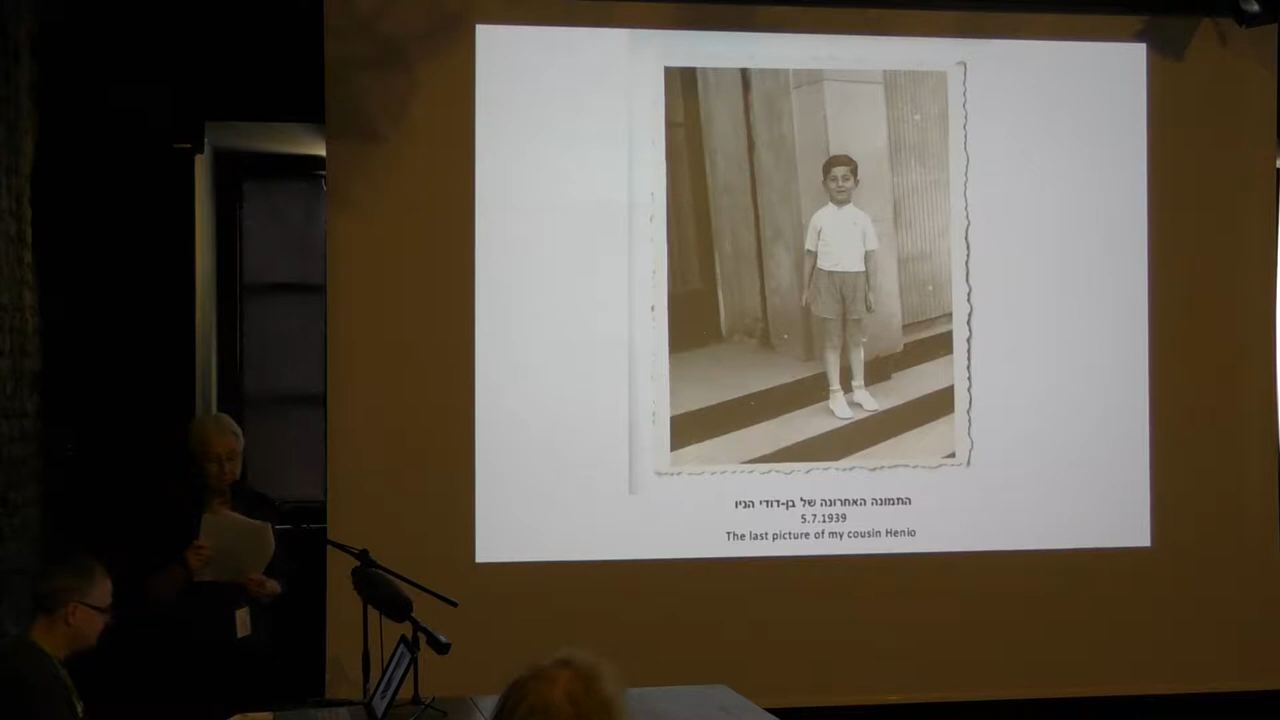 התמונה האחרונה של בן-דודי הניו
5.7.1939
The last picture of my cousin Henio